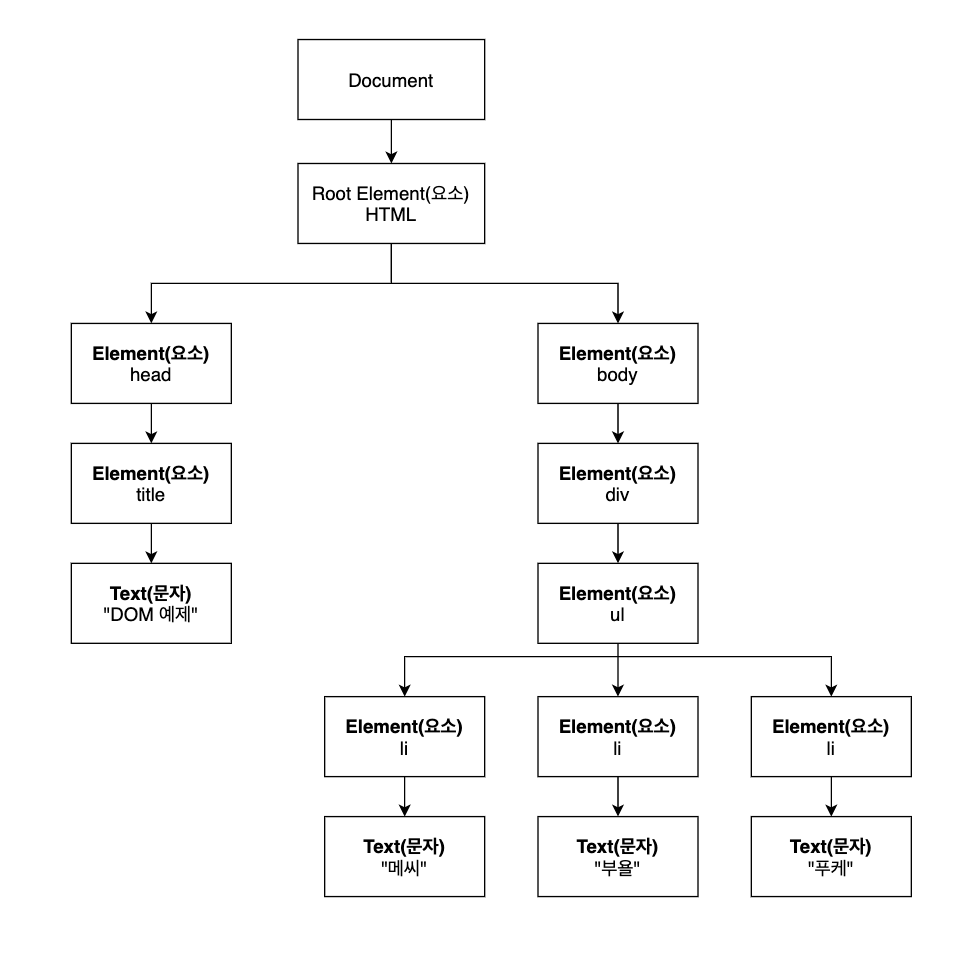 Document
Root Element(요소)
HTML
Element(요소)
head
Element(요소)
body
Element(요소)
title
Element(요소)
div
Text(문자)
"DOM 예제"
Element(요소)
ul
Element(요소)
li
Element(요소)
li
Element(요소)
li
Text(문자)
"메씨"
Text(문자)
"부욜"
Text(문자)
"푸케"